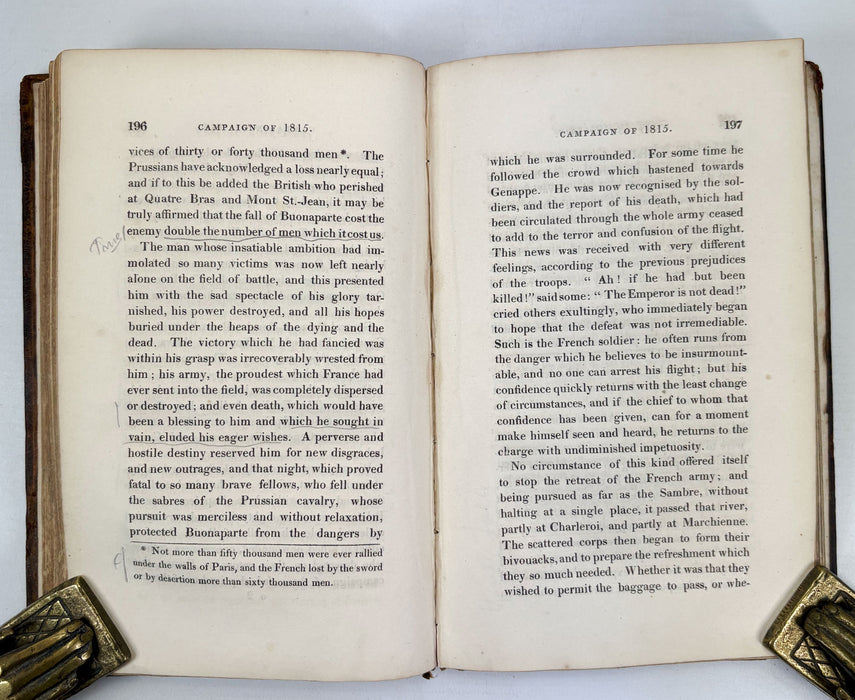 196 CAMPAIGN OF 1815.
vices of thirty or forty thousand men*. The
Prussians have acknowledged a loss nearly equal;
and if to this be added the British who perished
at Quatre Bras and Mont St.-Jean, it may be
truly affirmed that the fall of Buonaparte cost the
enemy double the number of men which it cost us.
The man whose insatiable ambition had im-
molated so many victims was now left nearly
alone on the field of battle, and this presented
him with the sad spectacle of his glory tar-
nished, his power destroyed, and all his hopes
buried under the heaps of the dying and the
dead. The victory which he had fancied was
within his grasp was irrecoverably wrested from
him; his army, the proudest which France had
ever sent into the field, was completely dispersed
or destroyed; and even death, which would have
been a blessing to him and which he sought in
vain, eluded his eager wishes. A perverse and
hostile destiny reserved him for new disgraces,
and new outrages, and that night, which proved
fatal to so many brave fellows, who fell under
the sabres of the Prussian cavalry, whose
pursuit was merciless and without relaxation,
protected Buonaparte from the dangers by
* Not more than fifty thousand men were ever rallied
under the walls of Paris, and the French lost by the sword
or by desertion more than sixty thousand men.
CAMPAIGN OF 1815. 197
which he was surrounded. For some time he
followed the crowd which hastened towards
Genappe. He was now recognised by the sol-
diers, and the report of his death, which had
been circulated through the whole army ceased
to add to the terror and confusion of the flight.
This news was received with very different
feelings, according to the previous prejudices
of the troops. “ Ah ! if he had but been
killed !” said some : “ The Emperor is not dead !”
cried others exultingly, who immediately began
to hope that the defeat was not irremediable.
Such is the French soldier : he often runs from
the danger which he believes to be insurmount-
able, and no one can arrest his flight ; but his
confidence quickly returns with the least change
of circumstances, and if the chief to whom that
confidence has been given, can for a moment
make himself seen and heard, he returns to the
charge with undiminished impetuosity.
No circumstance of this kind offered itself
to stop the retreat of the French army ; and
being pursued as far as the Sambre, without
halting at a single place, it passed that river,
partly at Charleroi, and partly at Marchienne.
The scattered corps then began to form their
bivouacks, and to prepare the refreshment which
they so much needed. Whether it was that they
wished to permit the baggage to pass, or whe-